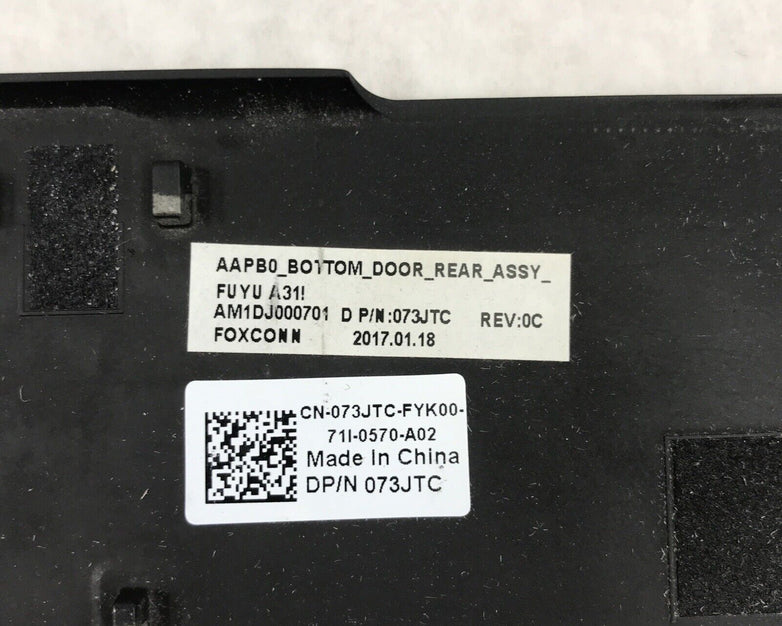 AAPB0_BOTTOM_DOOR_REAR_ASSY_
FUYU A31!
AM1DJ000701 D P/N:073JTC REV:0C
FOXCONN 2017.01.18
CN-073JTC-FYK00-
71I-0570-A02
Made In China
DP/N 073JTC